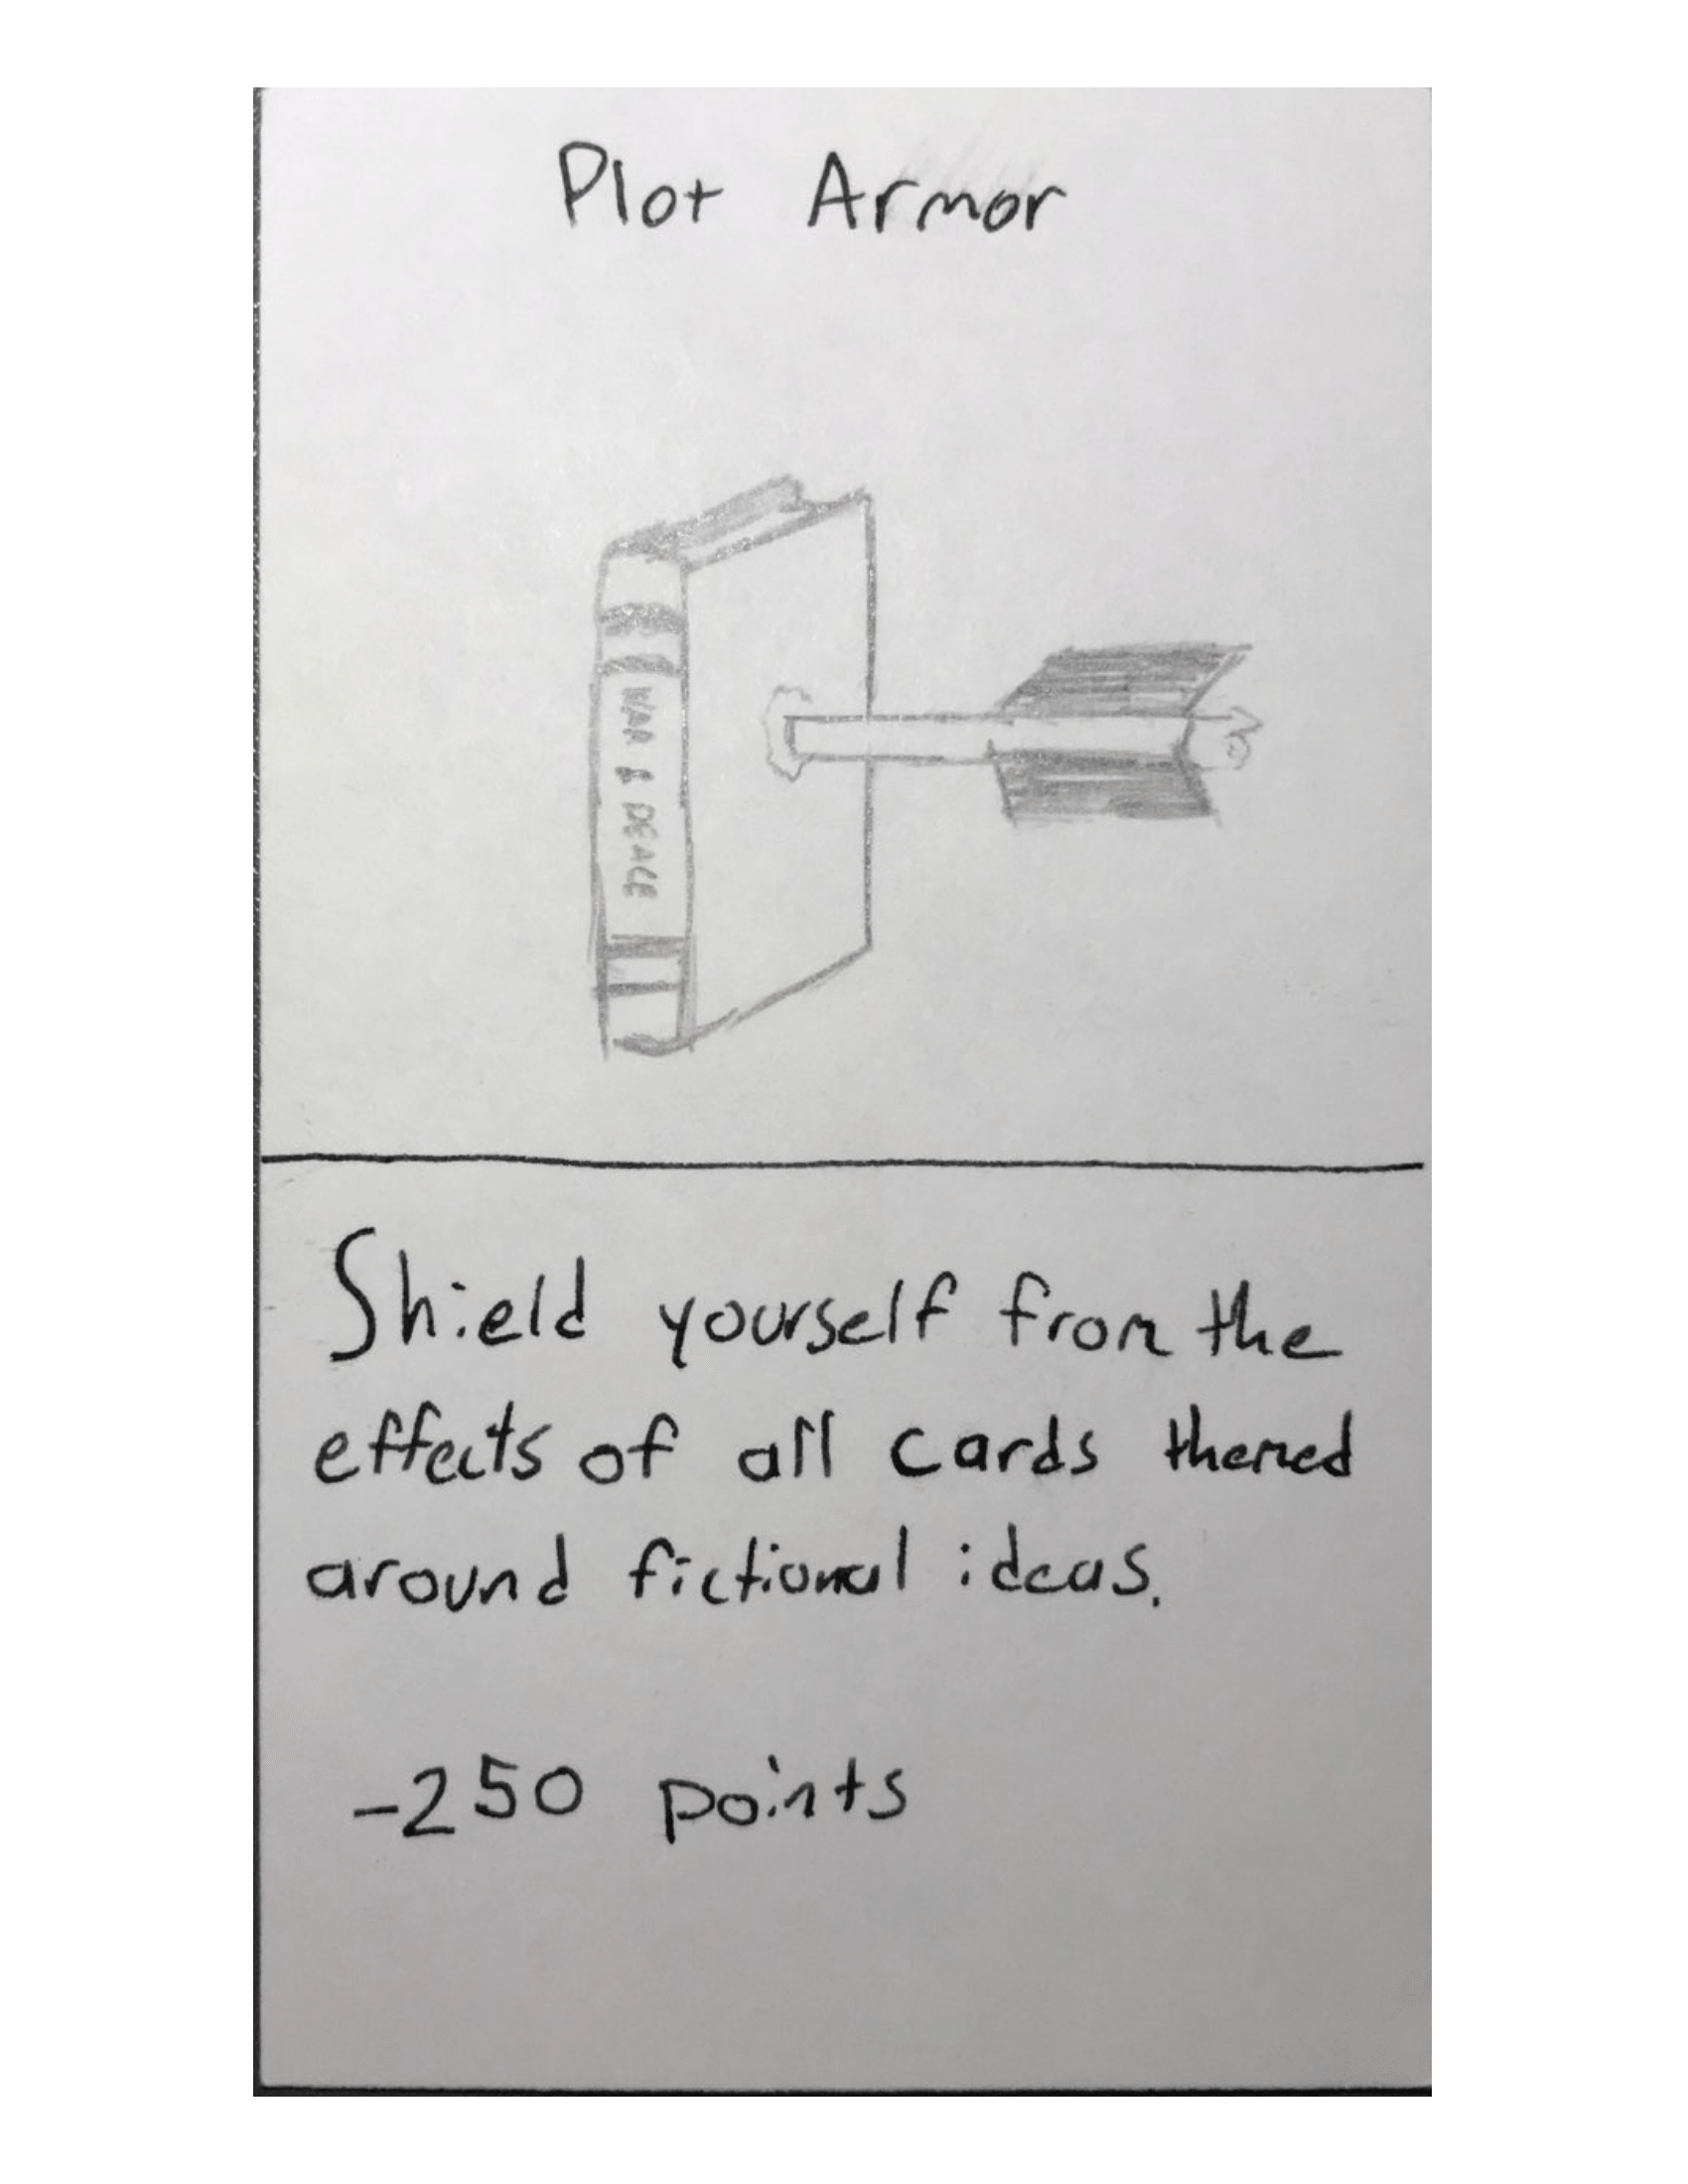 Plot Armor
WAR & PEACE
Shield yourself from the
effects of all cards themed
around fictional ideas.
-250 points